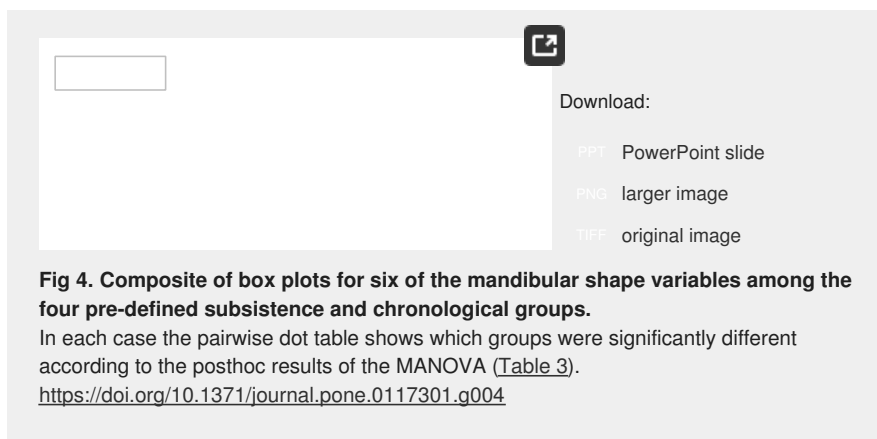 Download:
PPT PowerPoint slide
PNG larger image
TIFF original image
Fig 4. Composite of box plots for six of the mandibular shape variables among the
four pre-defined subsistence and chronological groups.
In each case the pairwise dot table shows which groups were significantly different
according to the posthoc results of the MANOVA (Table 3).
https://doi.org/10.1371/journal.pone.0117301.g004